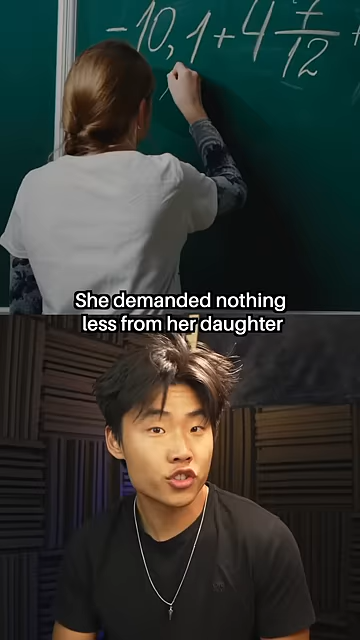 -10,1+4 7/12 +
She demanded nothing
less from her daughter